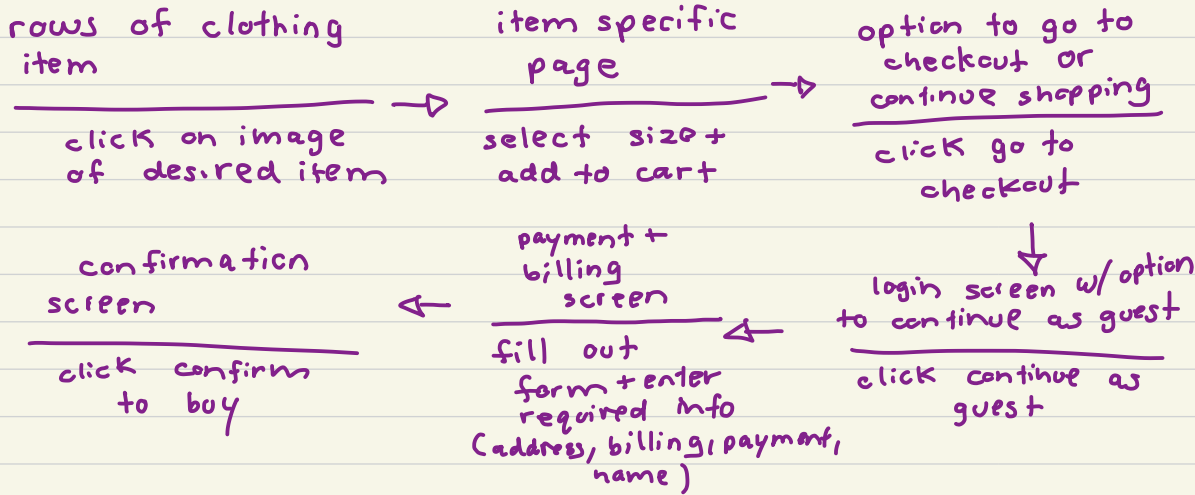 rows of clothing
item
click on image
of desired item
item specific
page
select size +
add to cart
option to go to
checkout or
continue shopping
click go to
checkout
login screen w/ option
to continue as guest
click continue as
guest
payment +
billing
screen
fill out
form + enter
required info
(address, billing, payment,
name)
confirmation
screen
click confirm
to buy